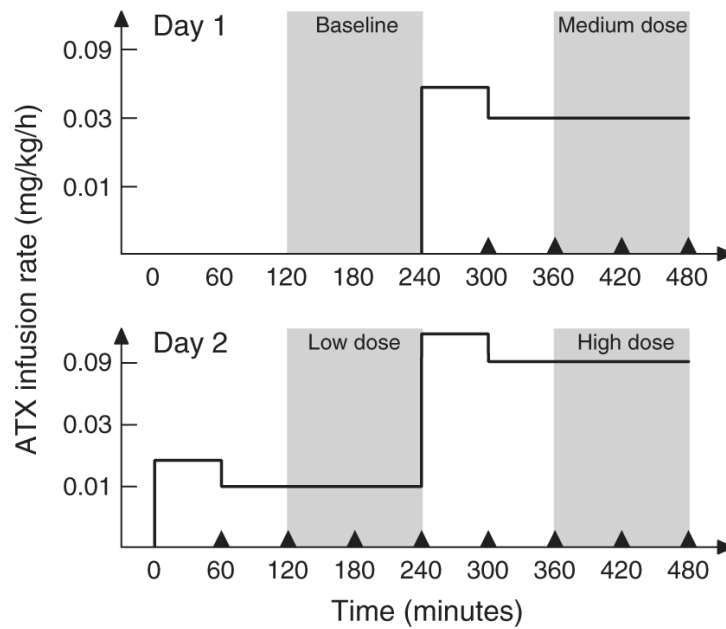 Day 1
Baseline
Medium dose
0.09
0.03
0.01
0 60 120 180 240 300 360 420 480
ATX infusion rate (mg/kg/h)
Day 2
Low dose
High dose
0.09
0.03
0.01
0 60 120 180 240 300 360 420 480
Time (minutes)